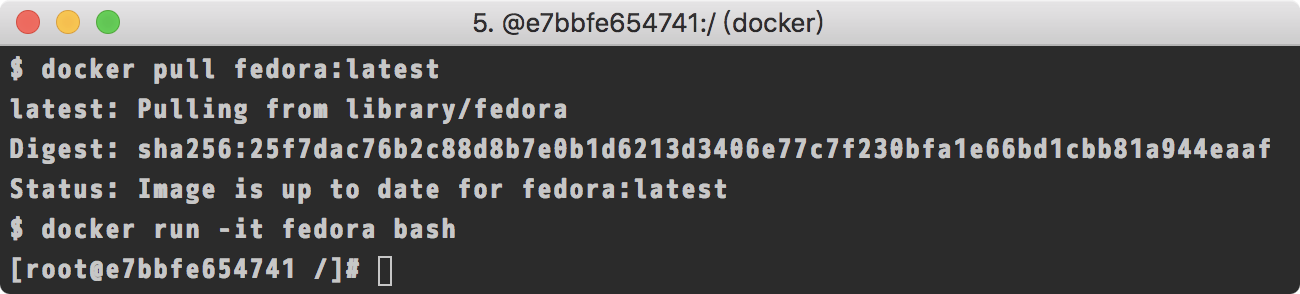 5. @e7bbfe654741:/ (docker)
$ docker pull fedora:latest
latest: Pulling from library/fedora
Digest: sha256:25f7dac76b2c88d8b7e0b1d6213d3406e77c7f230bfa1e66bd1cbb81a944eaaf
Status: Image is up to date for fedora:latest
$ docker run -it fedora bash
[root@e7bbfe654741 /]#